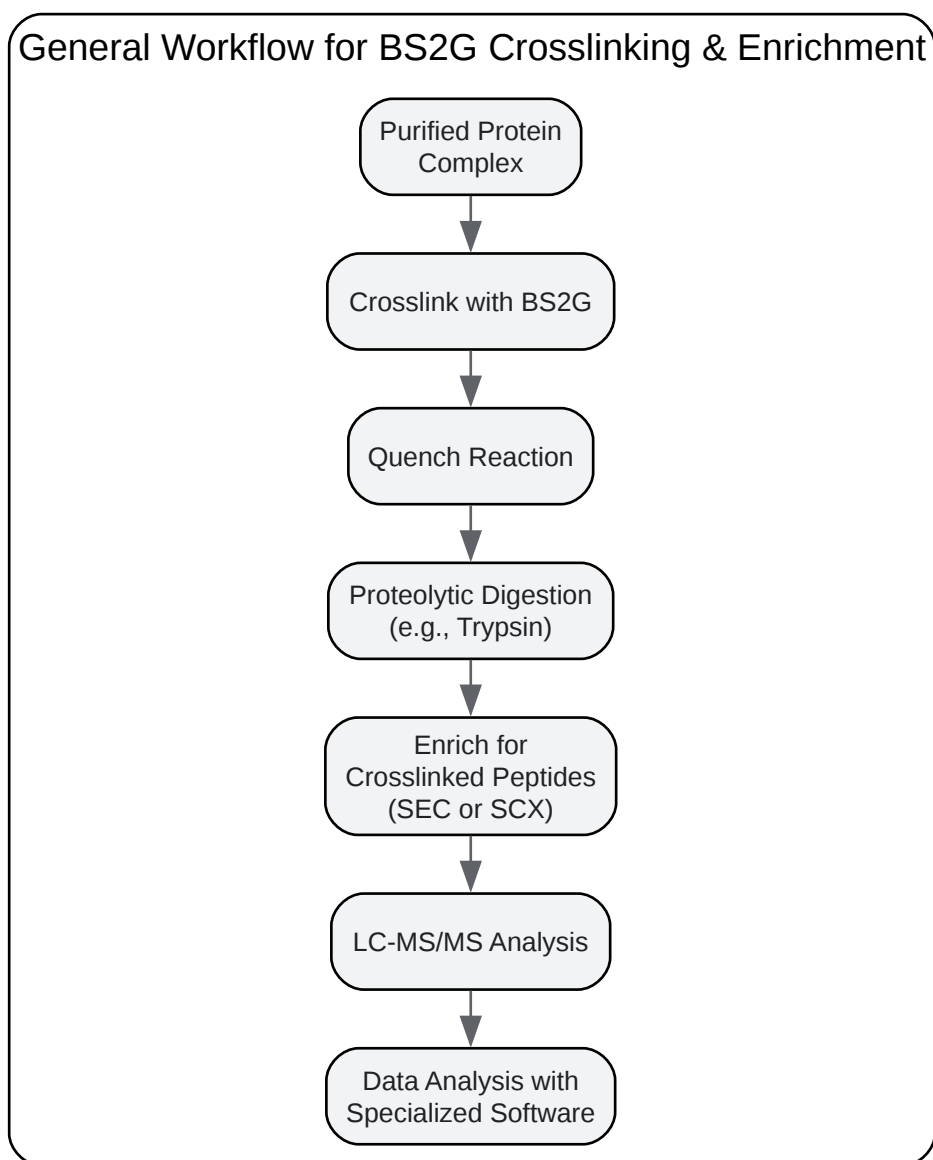 General Workflow for BS2G Crosslinking & Enrichment
Purified Protein
Complex
Crosslink with BS2G
Quench Reaction
Proteolytic Digestion
(e.g., Trypsin)
Enrich for
Crosslinked Peptides
(SEC or SCX)
LC-MS/MS Analysis
Data Analysis with
Specialized Software